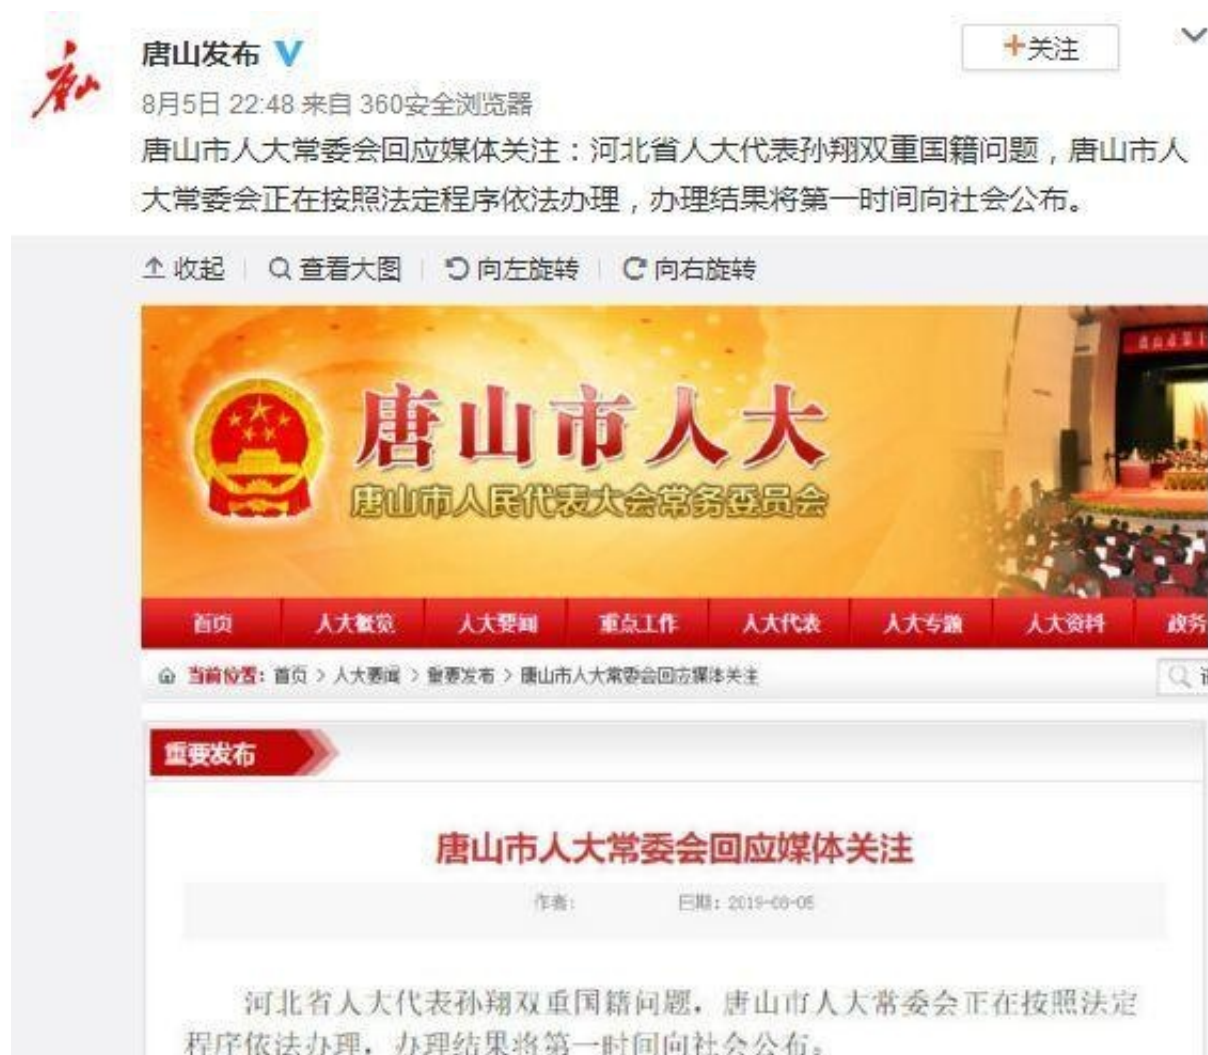 唐山发布
+关注
8月5日 22:48 来自 360安全浏览器
唐山市人大常委会回应媒体关注：河北省人大代表孙翔双重国籍问题，唐山市人
大常委会正在按照法定程序依法办理，办理结果将第一时间向社会公布。
收起 查看大图 向左旋转 向右旋转
唐山市人大
唐山市人民代表大会常务委员会
首页 人大概览 人大要闻 重点工作 人大代表 人大专题 人大资料 政务
当前位置：首页 > 人大要闻 > 重要发布 > 唐山市人大常委会回应媒体关注
重要发布
唐山市人大常委会回应媒体关注
作者： 日期：2019-08-05
河北省人大代表孙翔双重国籍问题，唐山市人大常委会正在按照法定
程序依法办理，办理结果将第一时间向社会公布。